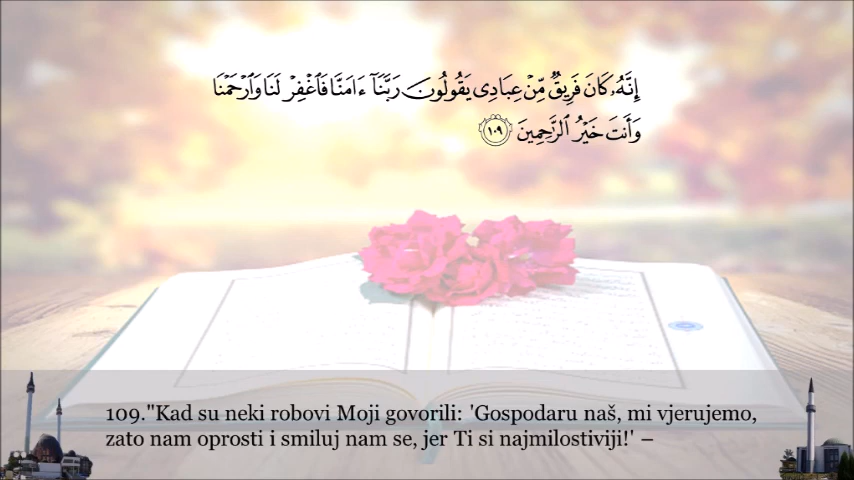 إِنَّهُۥ كَانَ فَرِيقٌ مِّنْ عِبَادِى يَقُولُونَ رَبَّنَآ ءَامَنَّا فَٱغْفِرْ لَنَا وَٱرْحَمْنَا
وَأَنتَ خَيْرُ ٱلرَّٰحِمِينَ ١٠٩
109."Kad su neki robovi Moji govorili: 'Gospodaru naš, mi vjerujemo,
zato nam oprosti i smiluj nam se, jer Ti si najmilostiviji!' –